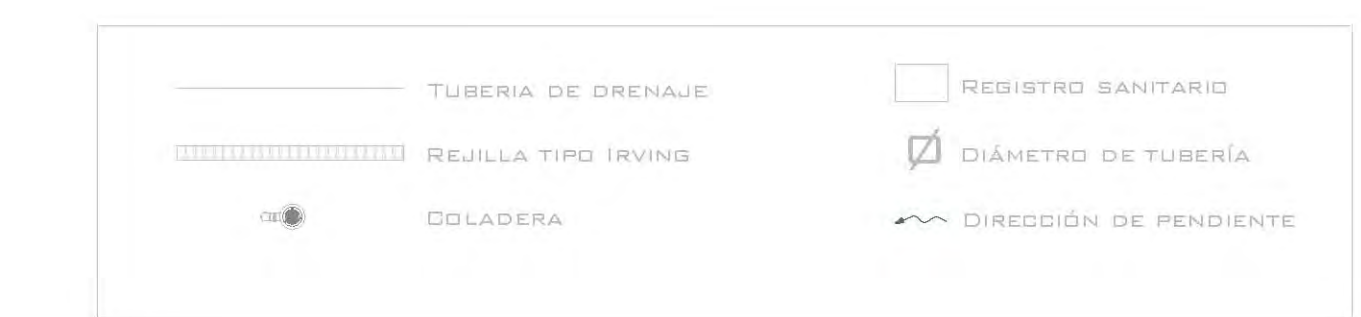 TUBERIA DE DRENAJE
REJILLA TIPO IRVING
COLADERA
REGISTRO SANITARIO
DIÁMETRO DE TUBERÍA
DIRECCIÓN DE PENDIENTE